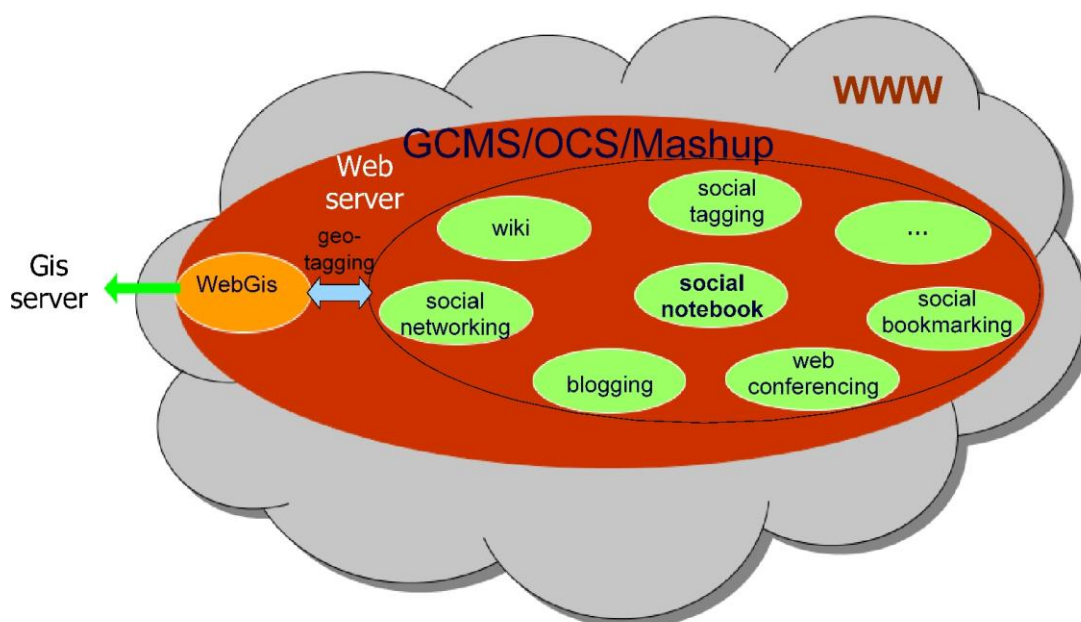 WWW
GCMS/OCS/Mashup
Web
server
social
tagging
wiki
...
geo-
tagging
Gis
server
WebGis
social
networking
social
notebook
social
bookmarking
blogging
web
conferencing